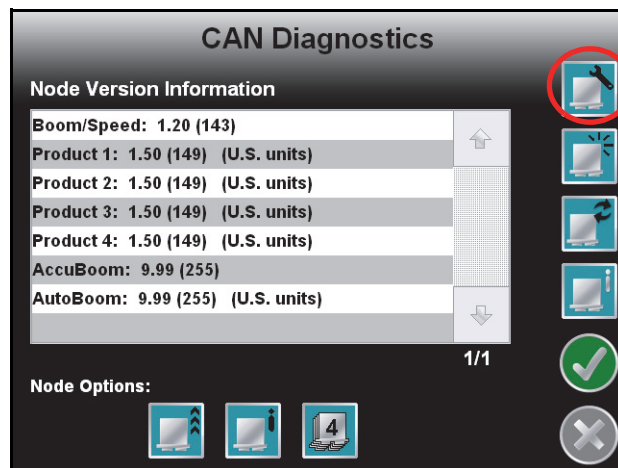 CAN Diagnostics
Node Version Information
Boom/Speed: 1.20 (143)
Product 1: 1.50 (149) (U.S. units)
Product 2: 1.50 (149) (U.S. units)
Product 3: 1.50 (149) (U.S. units)
Product 4: 1.50 (149) (U.S. units)
AccuBoom: 9.99 (255)
AutoBoom: 9.99 (255) (U.S. units)
1/1
Node Options:
4